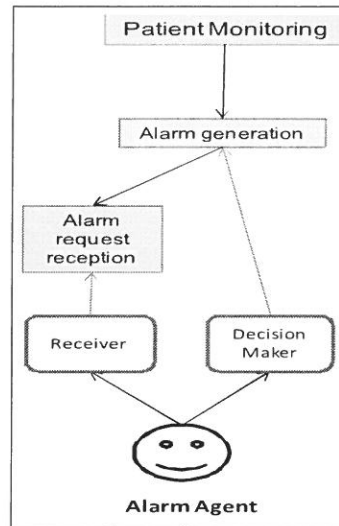 Patient Monitoring
Alarm generation
Alarm
request
reception
Receiver
Decision
Maker
Alarm Agent